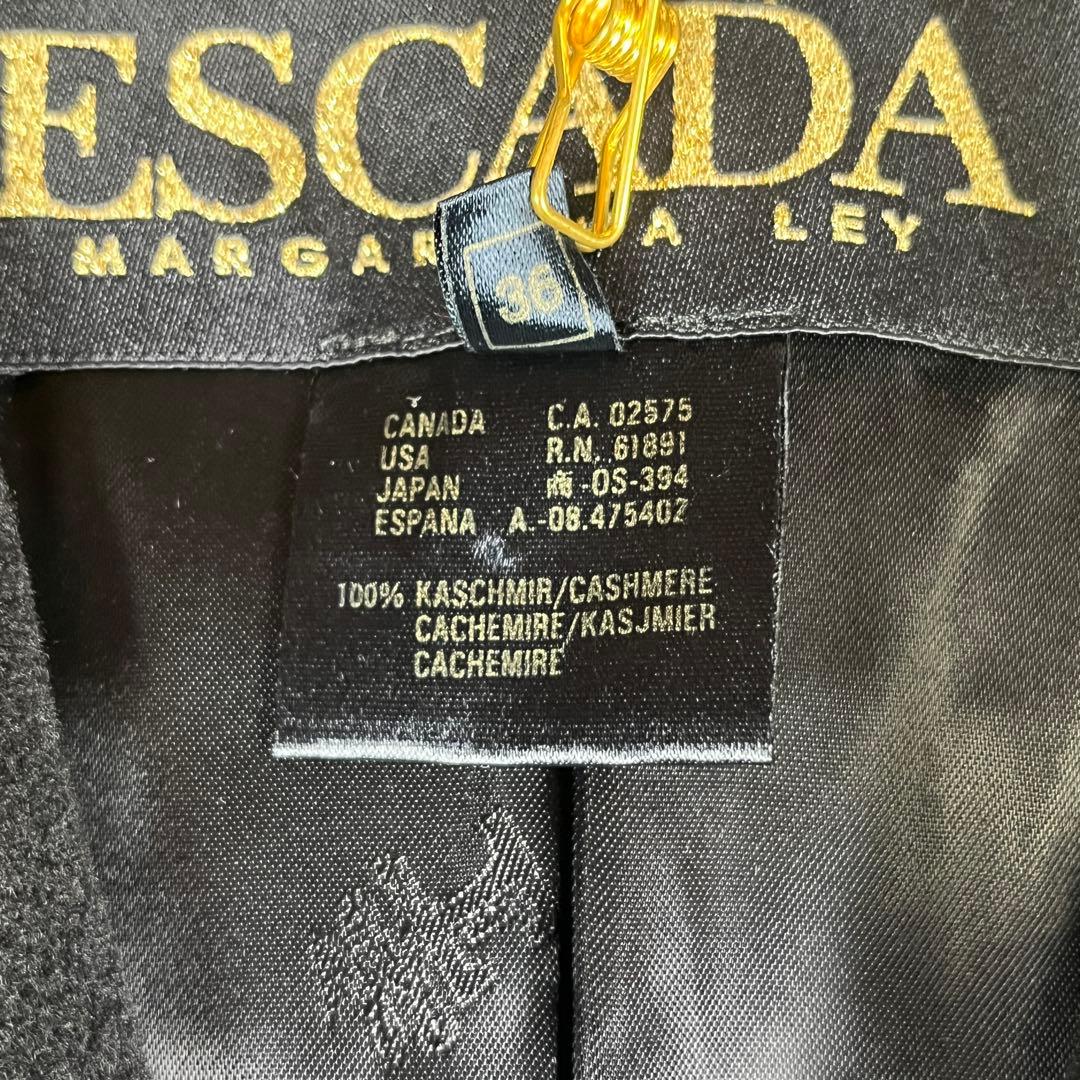 ESCADA
MARGAR A LEY
36
CANADA C.A. 02575
USA R.N. 61891
JAPAN 商-OS-394
ESPANA A.-08.475402
100% KASCHMIR/CASHMERE
CACHEMIRE/KASJMIER
CACHEMIRE